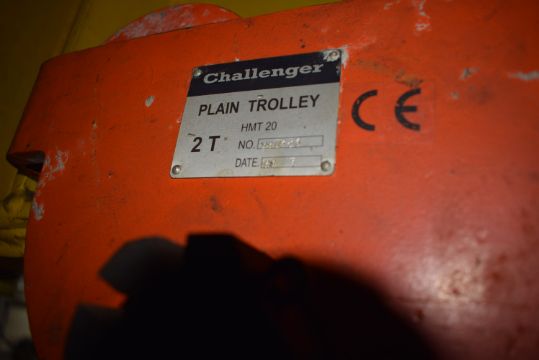 Challenger
PLAIN TROLLEY
HMT 20
2 T
NO.
DATE.
CE